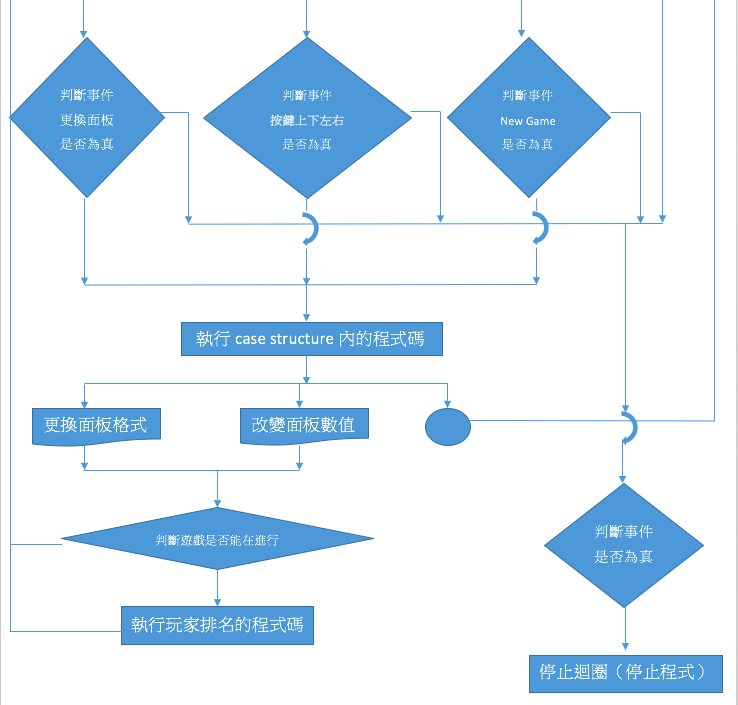 判斷事件
更換面板
是否為真
判斷事件
按鍵上下左右
是否為真
判斷事件
New Game
是否為真
執行 case structure 內的程式碼
更換面板格式
改變面板數值
判斷遊戲是否能在進行
判斷事件
是否為真
執行玩家排名的程式碼
停止迴圈（停止程式）